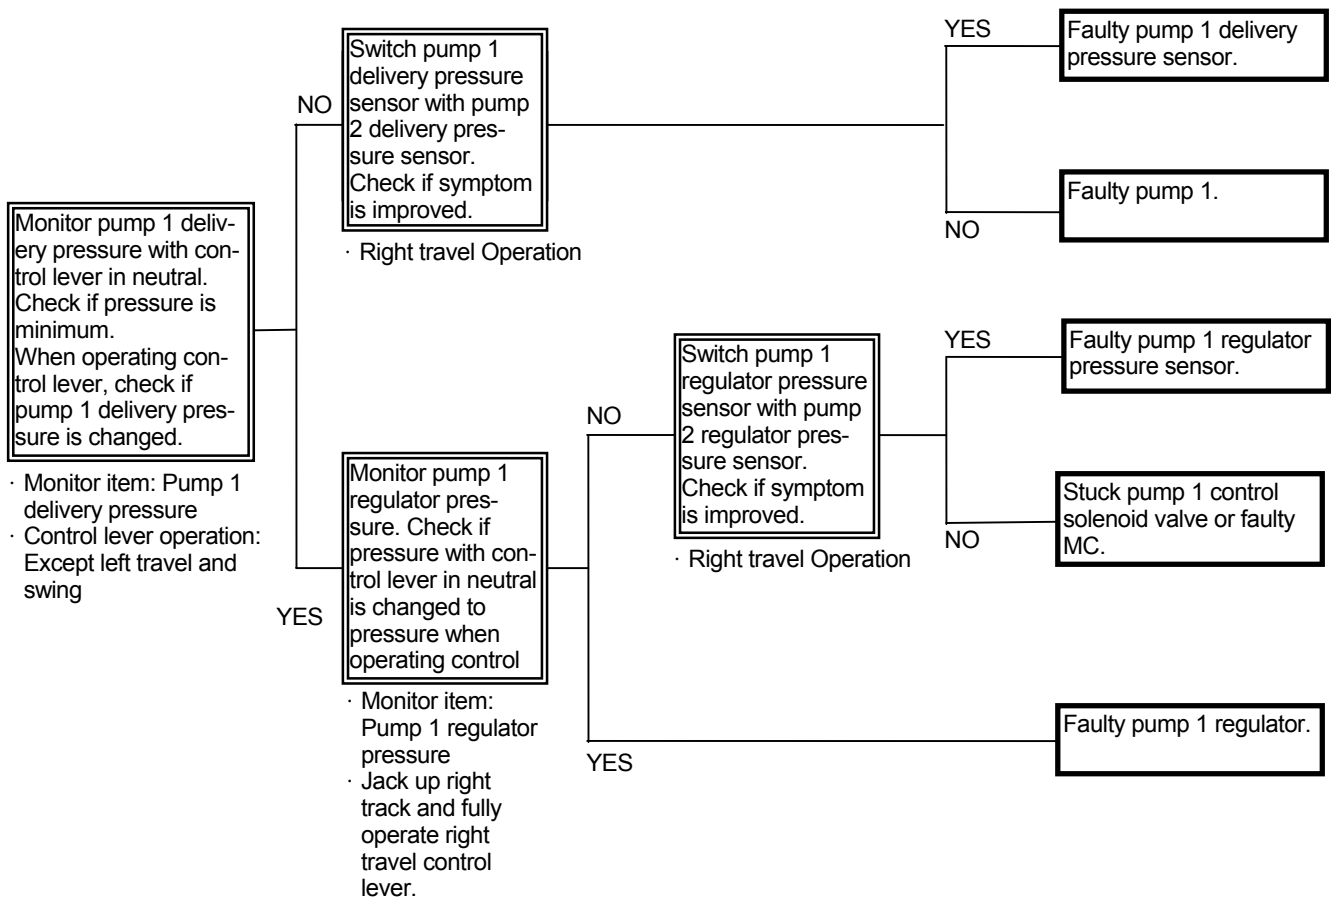 Monitor pump 1 deliv-
ery pressure with con-
trol lever in neutral.
Check if pressure is
minimum.
When operating con-
trol lever, check if
pump 1 delivery pres-
sure is changed.
· Monitor item: Pump 1
delivery pressure
· Control lever operation:
Except left travel and
swing
NO
Switch pump 1
delivery pressure
sensor with pump
2 delivery pres-
sure sensor.
Check if symptom
is improved.
· Right travel Operation
YES
Faulty pump 1 delivery
pressure sensor.
NO
Faulty pump 1.
YES
Monitor pump 1
regulator pres-
sure. Check if
pressure with con-
trol lever in neutral
is changed to
pressure when
operating control
· Monitor item:
Pump 1 regulator
pressure
· Jack up right
track and fully
operate right
travel control
lever.
NO
Switch pump 1
regulator pressure
sensor with pump
2 regulator pres-
sure sensor.
Check if symptom
is improved.
· Right travel Operation
YES
Faulty pump 1 regulator
pressure sensor.
NO
Stuck pump 1 control
solenoid valve or faulty
MC.
YES
Faulty pump 1 regulator.